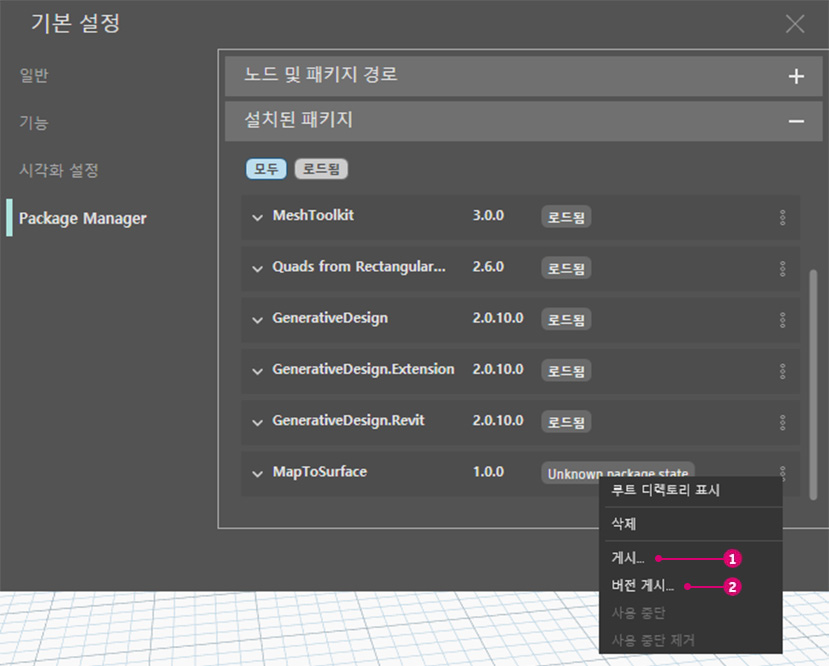 기본 설정
일반
기능
시각화 설정
Package Manager
노드 및 패키지 경로
설치된 패키지
모두 로드됨
MeshToolkit 3.0.0 로드됨
Quads from Rectangular... 2.6.0 로드됨
GenerativeDesign 2.0.10.0 로드됨
GenerativeDesign.Extension 2.0.10.0 로드됨
GenerativeDesign.Revit 2.0.10.0 로드됨
MapToSurface 1.0.0 Unknown package state
루트 디렉토리 표시
삭제
게시... 1
버전 게시... 2
사용 중단
사용 중단 제거